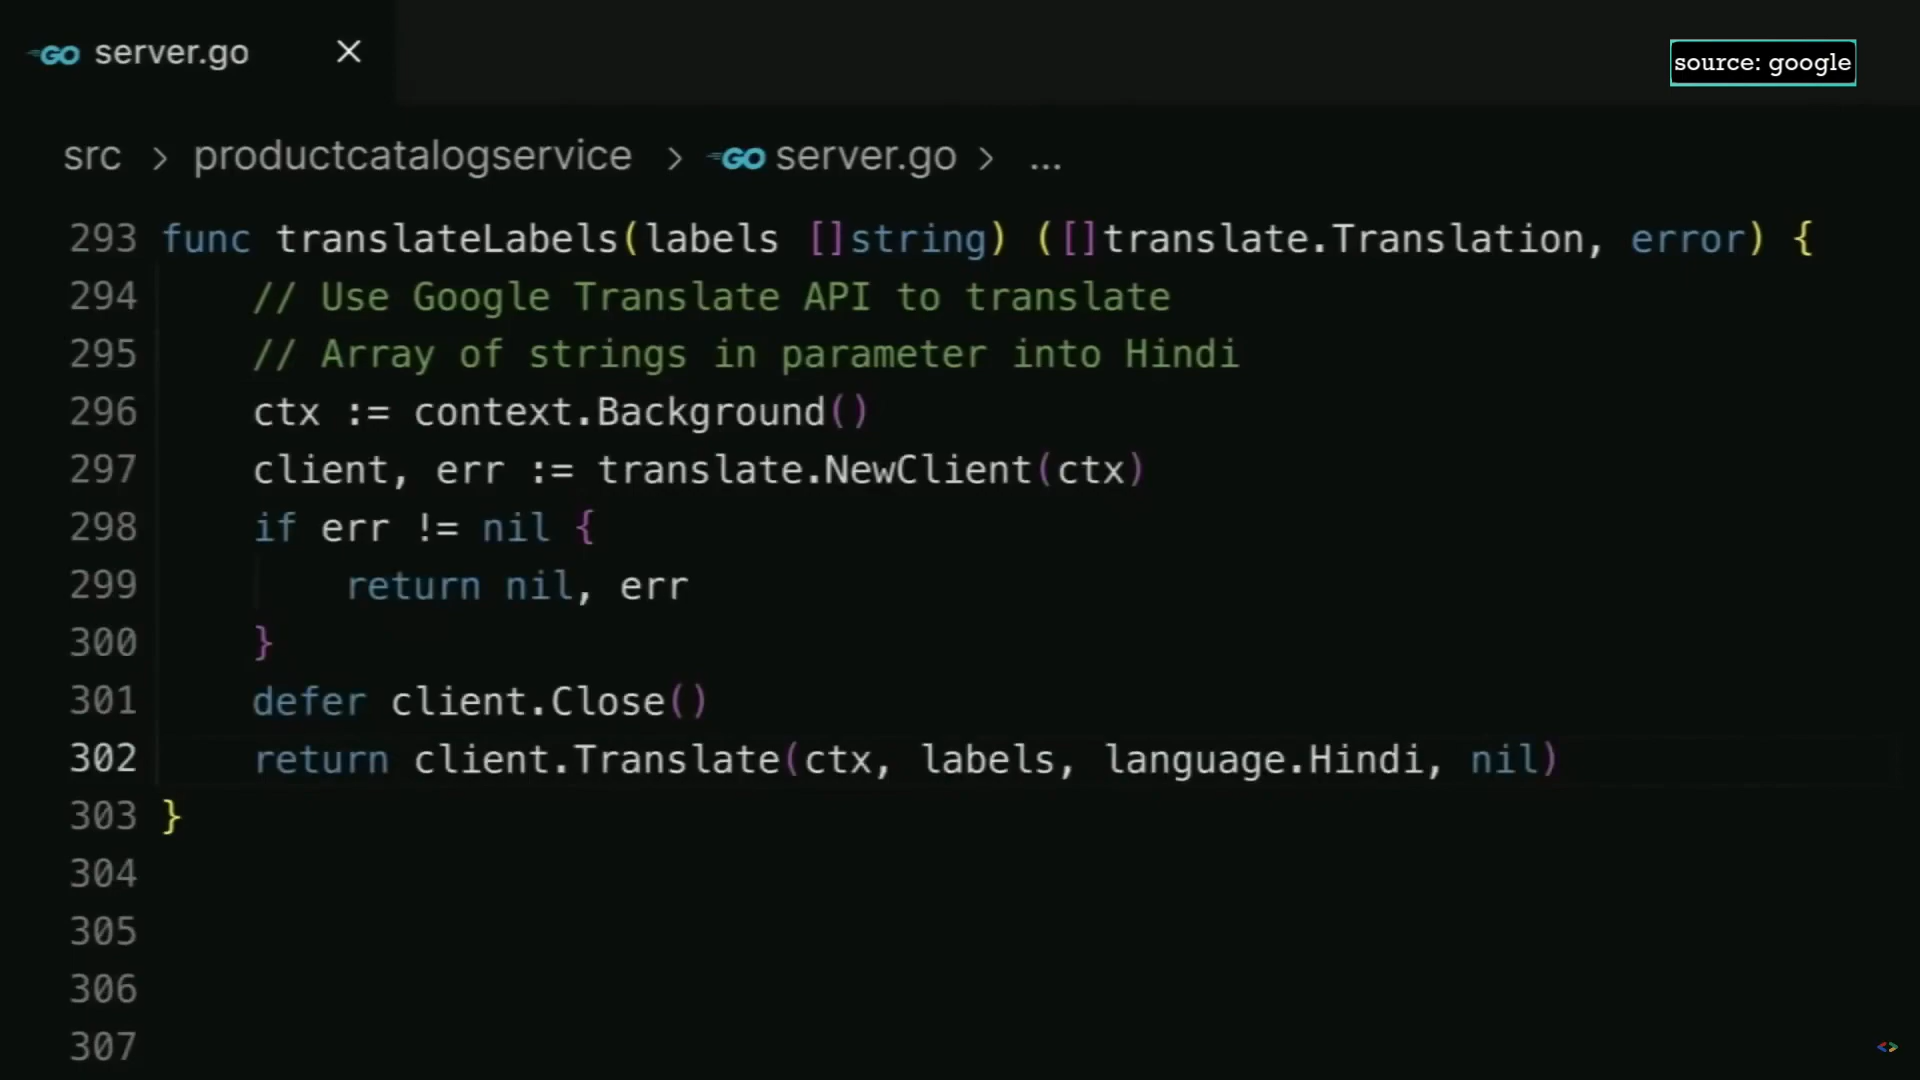 GO server.go ×
source: google
src > productcatalogservice > GO server.go > ...
293 func translateLabels(labels []string) ([]translate.Translation, error) {
294     // Use Google Translate API to translate
295     // Array of strings in parameter into Hindi
296     ctx := context.Background()
297     client, err := translate.NewClient(ctx)
298     if err != nil {
299         return nil, err
300     }
301     defer client.Close()
302     return client.Translate(ctx, labels, language.Hindi, nil)
303 }
304
305
306
307